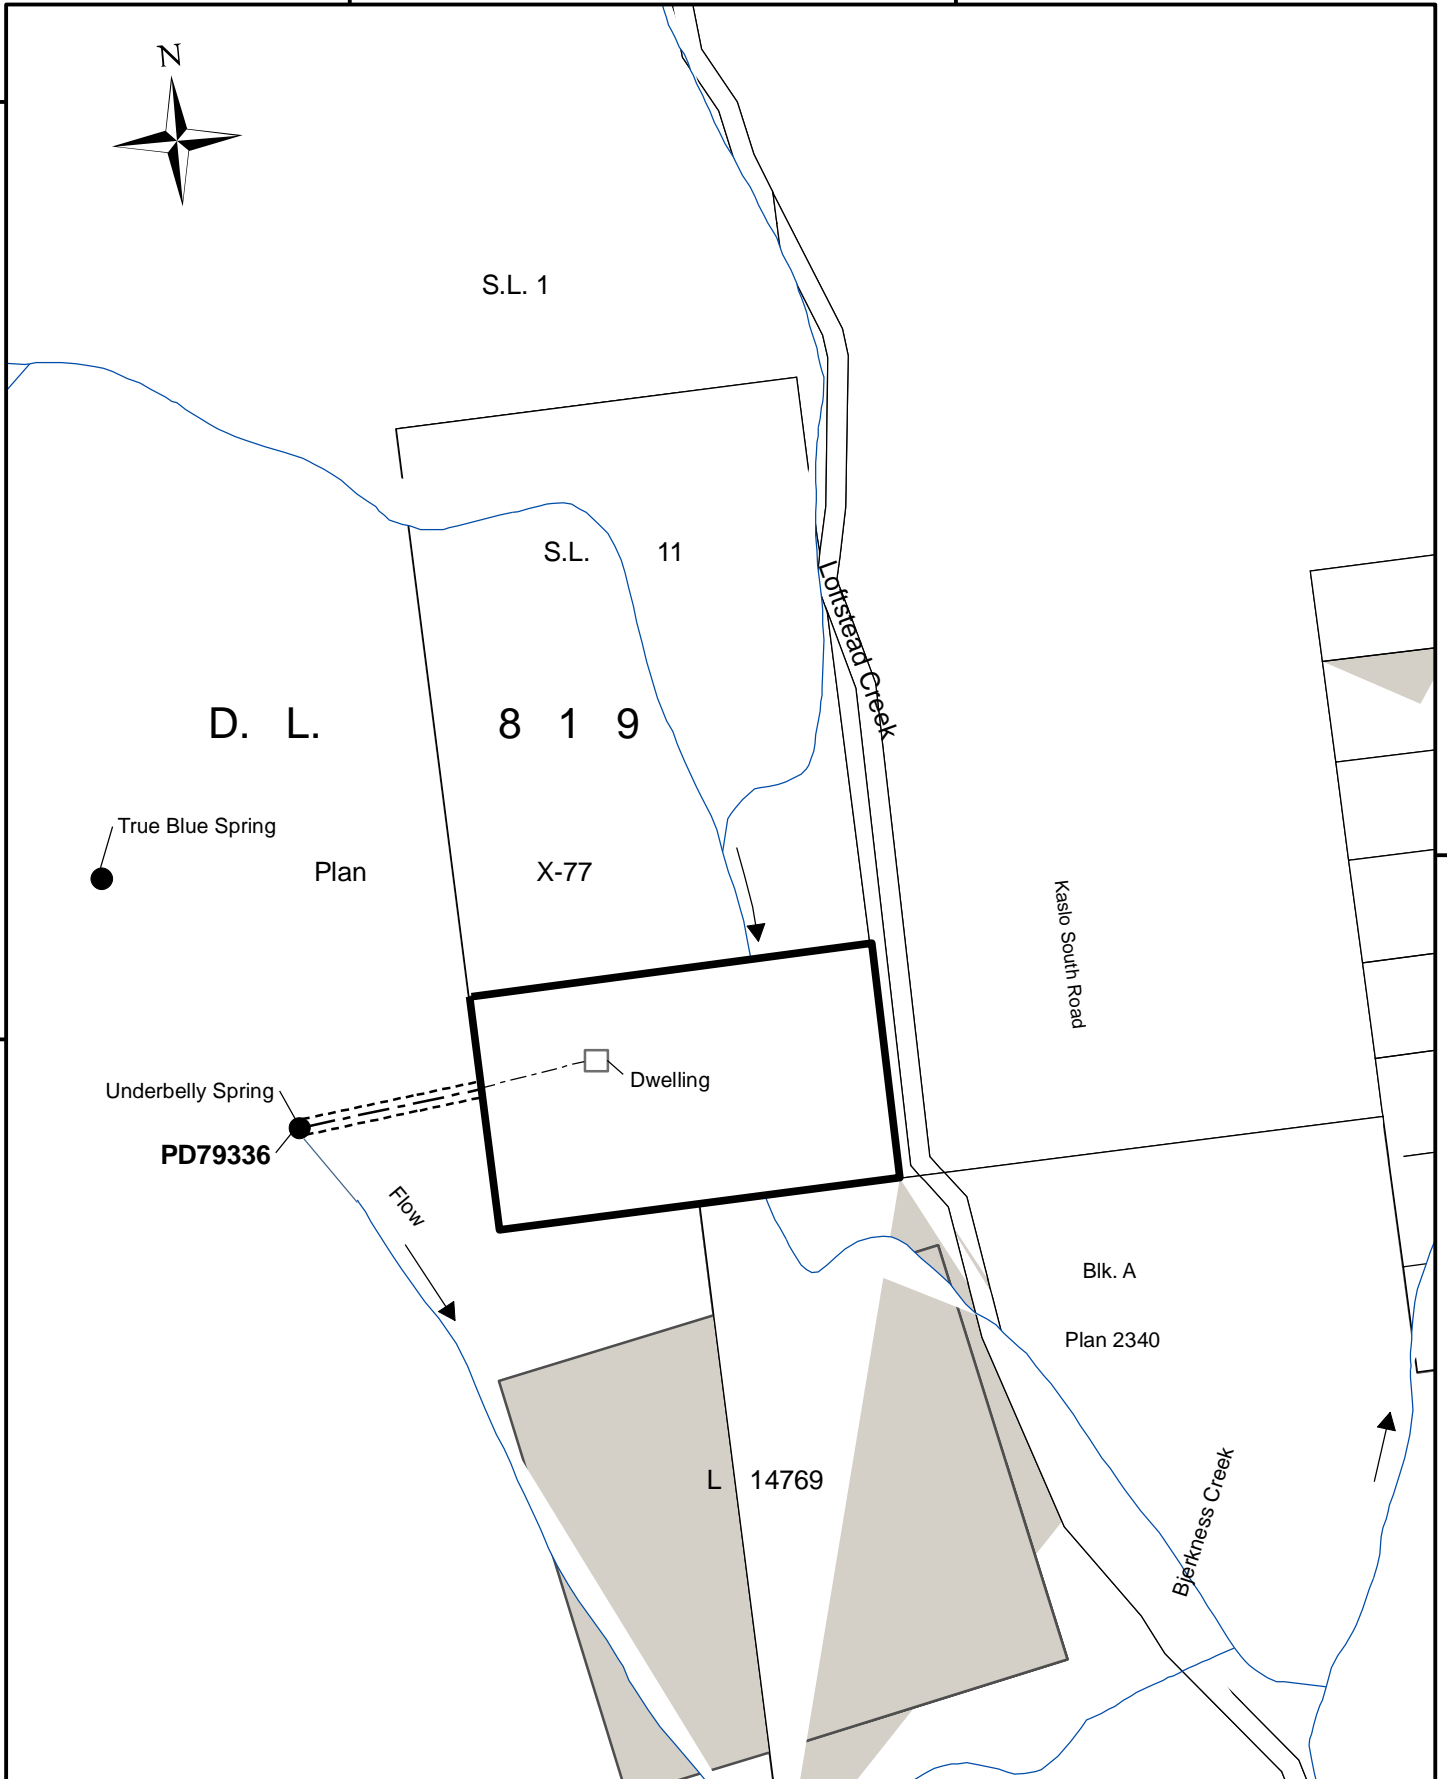 N
S.L. 1
S.L. 11
Loftstead Creek
D. L. 8 1 9
True Blue Spring
Plan X-77
Kaslo South Road
Underbelly Spring
Dwelling
PD79336
Flow
Blk. A
Plan 2340
L 14769
Bjerkness Creek